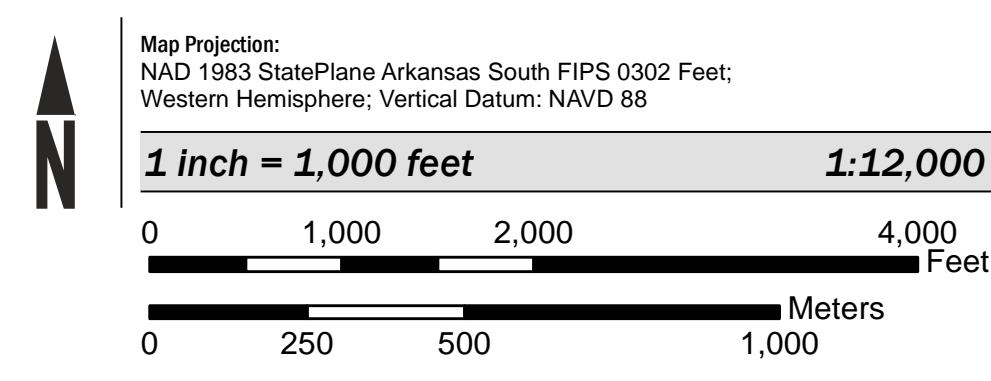 N
Map Projection:
NAD 1983 StatePlane Arkansas South FIPS 0302 Feet;
Western Hemisphere; Vertical Datum: NAVD 88
1 inch = 1,000 feet 1:12,000
0 1,000 2,000 4,000
Feet
Meters
0 250 500 1,000